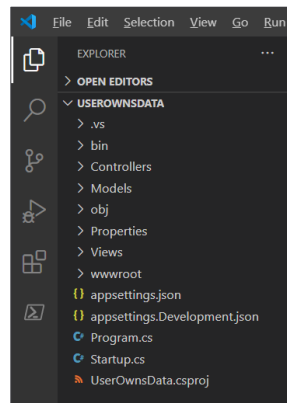 File Edit Selection View Go Run
EXPLORER ...
OPEN EDITORS
USEROWNSDATA
.vs
bin
Controllers
Models
obj
Properties
Views
wwwroot
{} appsettings.json
{} appsettings.Development.json
C# Program.cs
C# Startup.cs
UserOwnsData.csproj